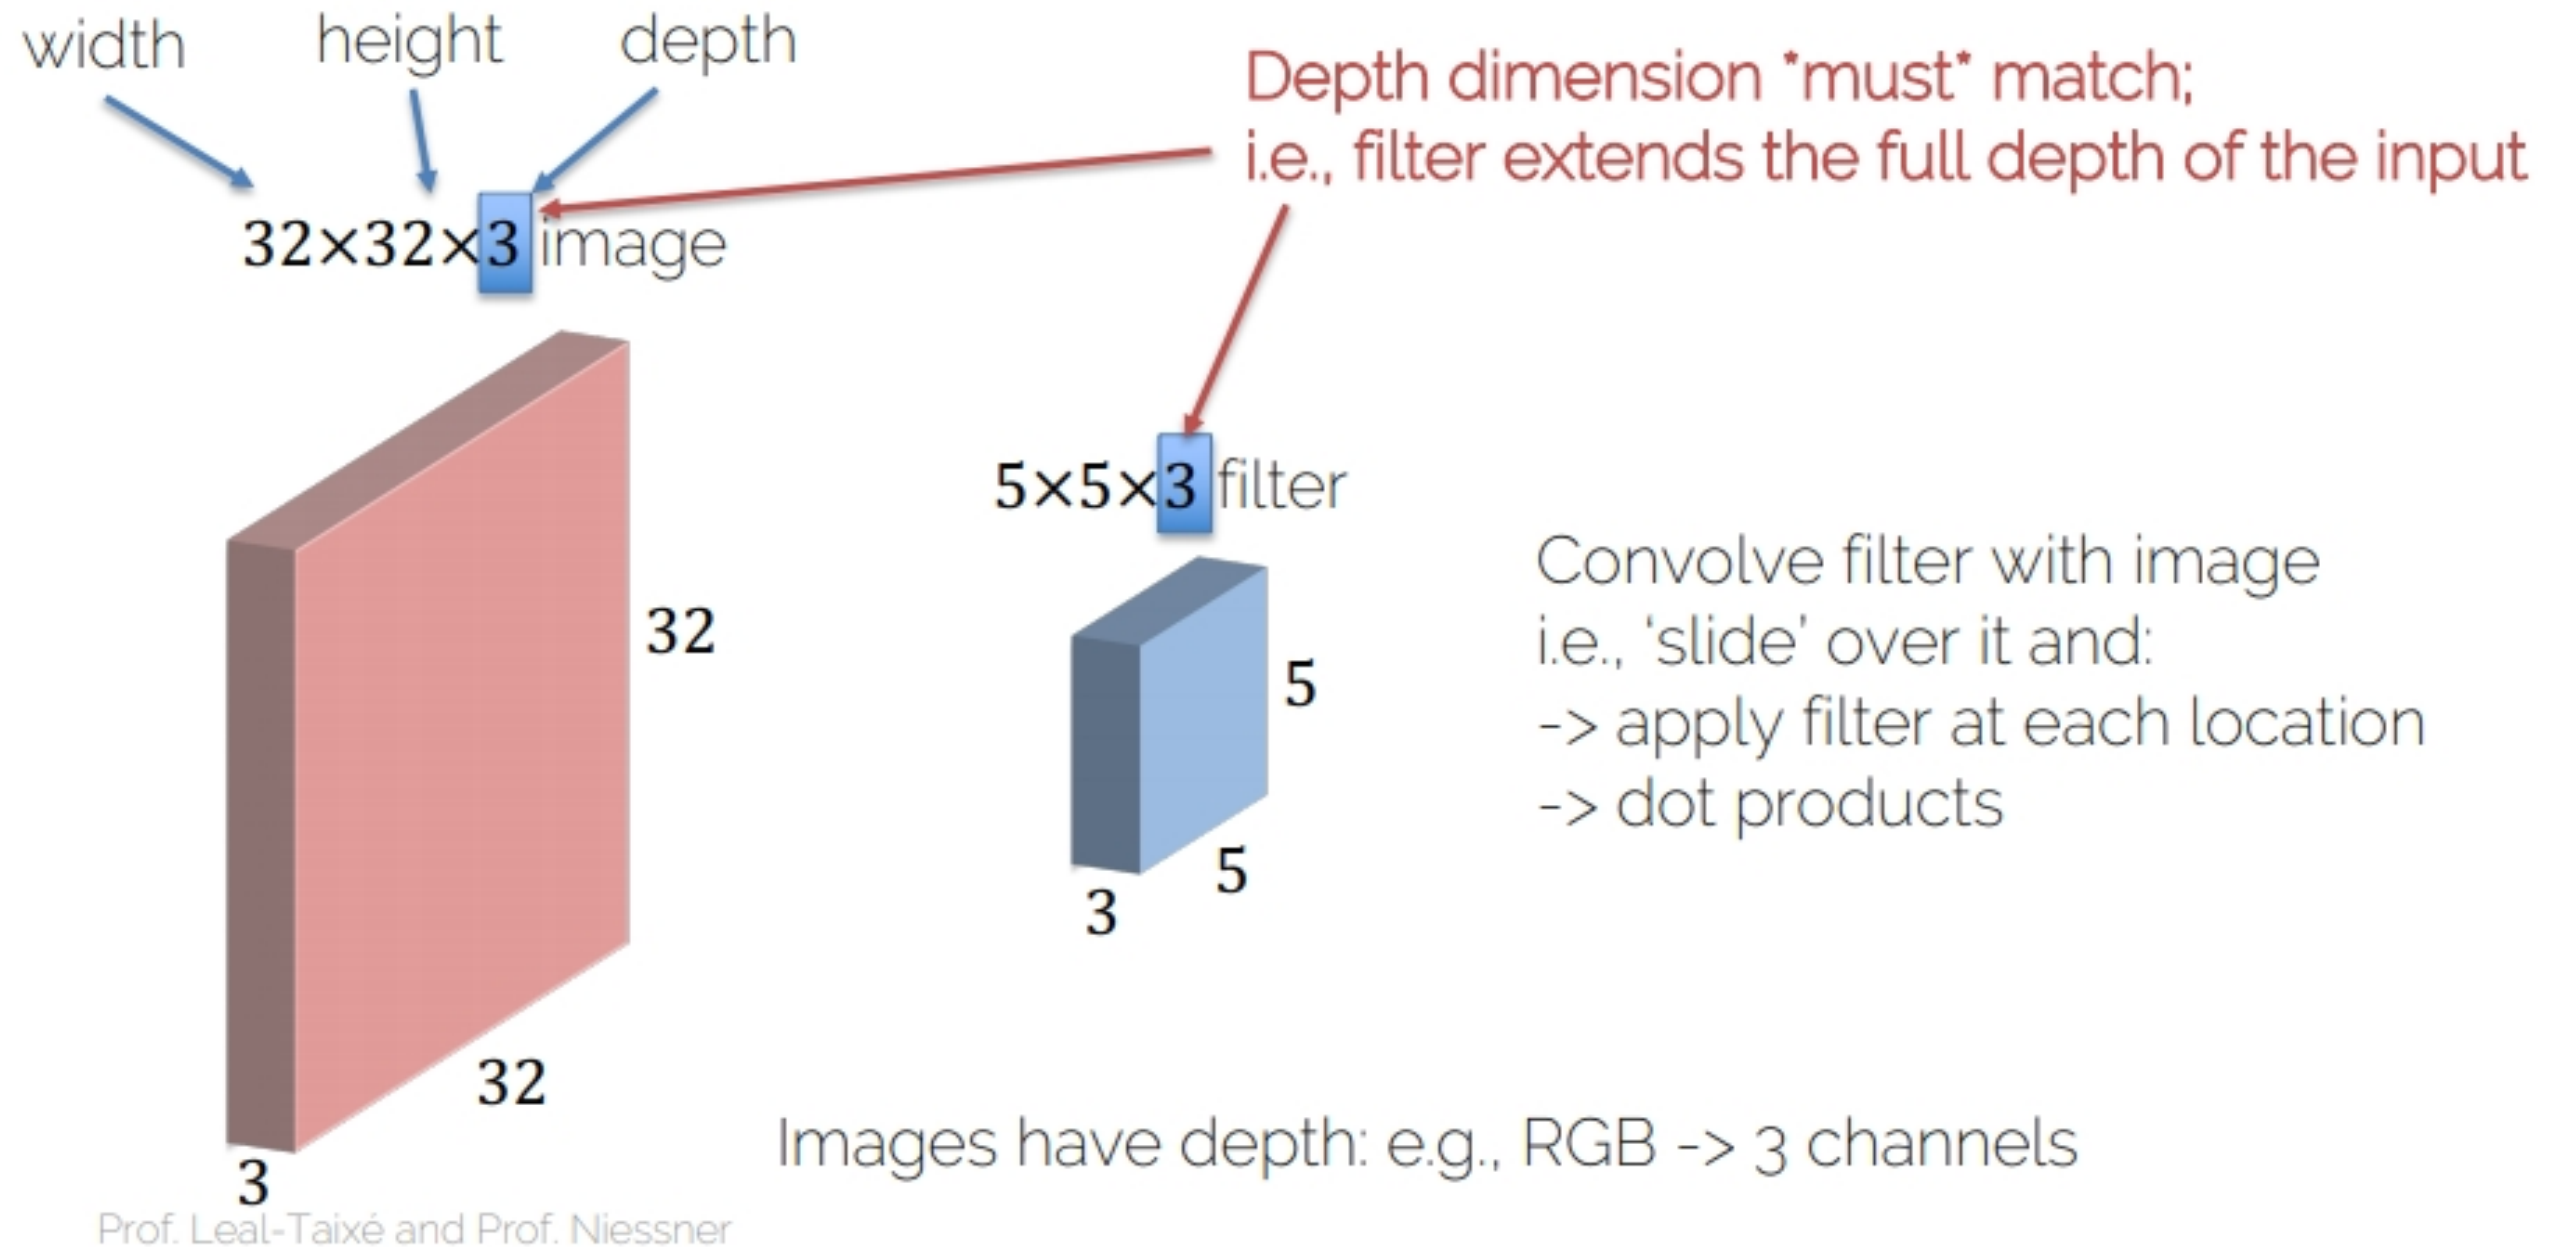 width height depth
Depth dimension *must* match;
i.e., filter extends the full depth of the input
32×32×3 image
5×5×3 filter
32
32
3
5
5
3
Convolve filter with image
i.e., ‘slide’ over it and:
-> apply filter at each location
-> dot products
Images have depth: e.g., RGB -> 3 channels
Prof. Leal-Taixé and Prof. Niessner